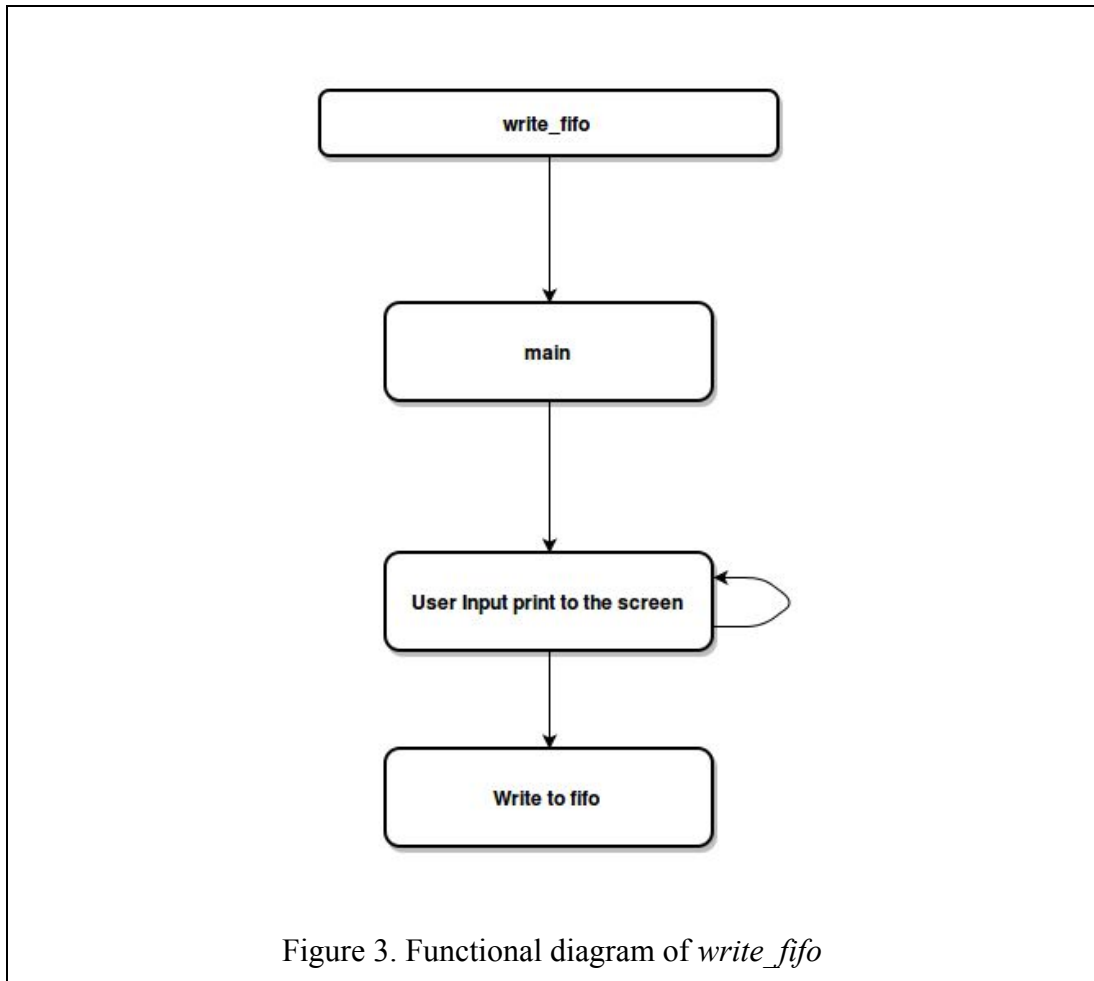 write_fifo
main
User Input print to the screen
Write to fifo
Figure 3. Functional diagram of write_fifo